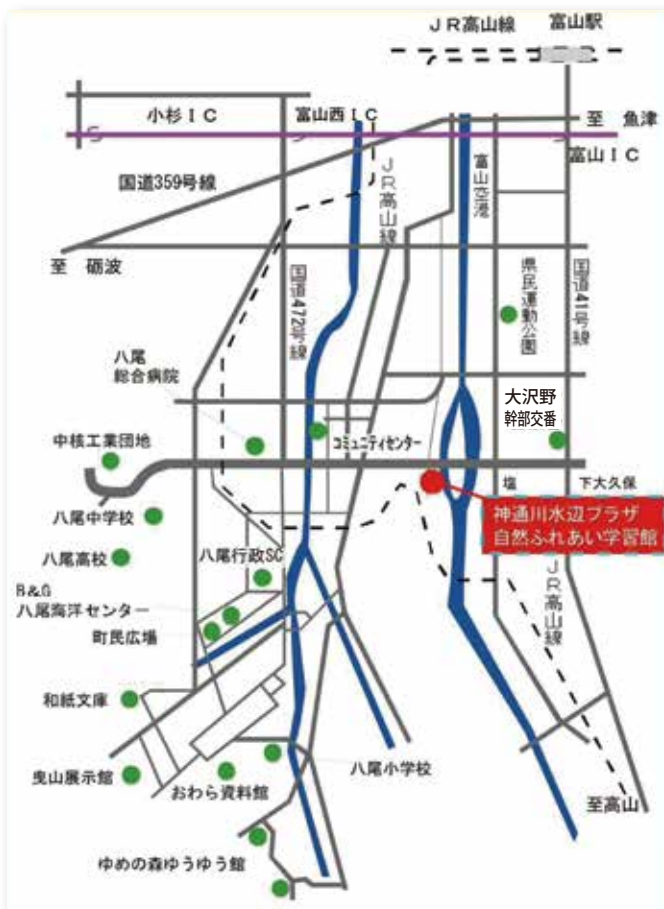 JR高山線
富山駅
小杉IC
富山西IC
至 魚津
富山IC
国道359号線
JR高山線
富山空港
至 砺波
国道472号線
県民運動公園
国道41号線
八尾
総合病院
大沢野
幹部交番
中核工業団地
コミュニティセンター
塩
下大久保
八尾中学校
神通川水辺プラザ
自然ふれあい学習館
八尾高校
八尾行政SC
JR高山線
B&G
八尾海洋センター
町民広場
和紙文庫
八尾小学校
曳山展示館
おわら資料館
至高山
ゆめの森ゆうゆう館